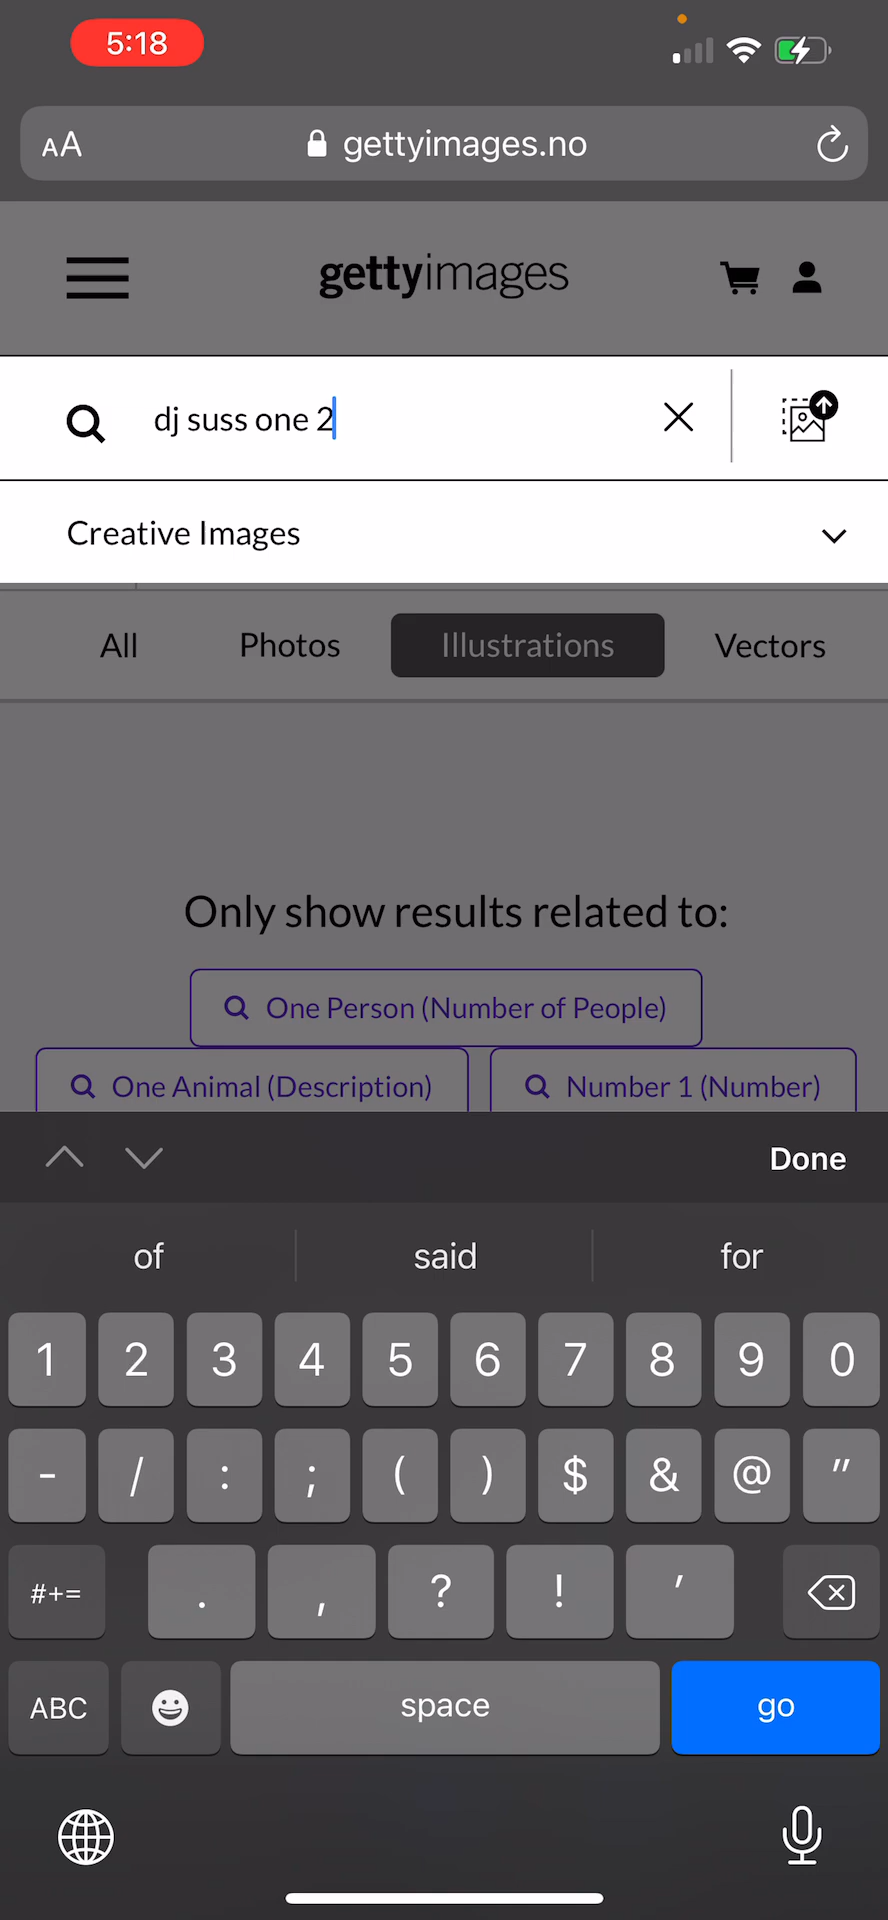 5:18
AA gettyimages.no
gettyimages
dj suss one 2
Creative Images
All Photos Illustrations Vectors
Only show results related to:
One Person (Number of People)
One Animal (Description) Number 1 (Number)
Done
of said for
1 2 3 4 5 6 7 8 9 0
- / : ; ( ) $ & @ "
#+= . , ? ! '
ABC space go